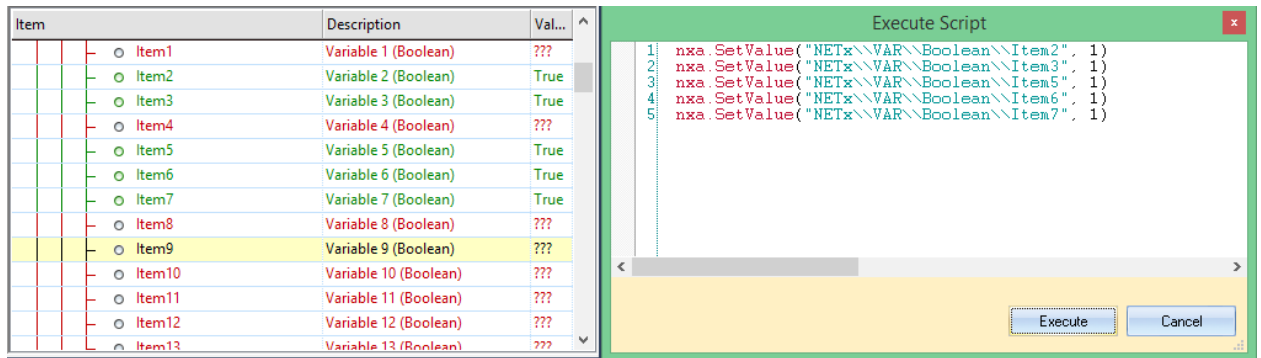 Item Description Val...
Item1 Variable 1 (Boolean) ???
Item2 Variable 2 (Boolean) True
Item3 Variable 3 (Boolean) True
Item4 Variable 4 (Boolean) ???
Item5 Variable 5 (Boolean) True
Item6 Variable 6 (Boolean) True
Item7 Variable 7 (Boolean) True
Item8 Variable 8 (Boolean) ???
Item9 Variable 9 (Boolean) ???
Item10 Variable 10 (Boolean) ???
Item11 Variable 11 (Boolean) ???
Item12 Variable 12 (Boolean) ???
Item13 Variable 13 (Boolean) ???
Execute Script
1 nxa.SetValue("NETx\\VAR\\Boolean\\Item2", 1)
2 nxa.SetValue("NETx\\VAR\\Boolean\\Item3", 1)
3 nxa.SetValue("NETx\\VAR\\Boolean\\Item5", 1)
4 nxa.SetValue("NETx\\VAR\\Boolean\\Item6", 1)
5 nxa.SetValue("NETx\\VAR\\Boolean\\Item7", 1)
Execute Cancel